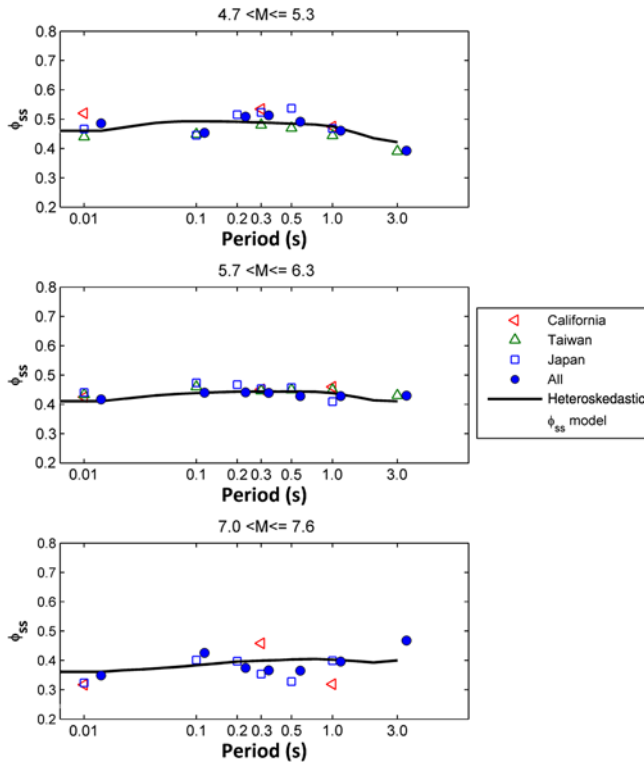 4.7 <M<= 5.3
0.8
0.7
0.6
0.5
0.4
0.3
0.2
ϕss
0.01 0.1 0.2 0.3 0.5 1.0 3.0
Period (s)
5.7 <M<= 6.3
0.8
0.7
0.6
0.5
0.4
0.3
0.2
ϕss
0.01 0.1 0.2 0.3 0.5 1.0 3.0
Period (s)
California
Taiwan
Japan
All
Heteroskedastic
ϕss model
7.0 <M<= 7.6
0.8
0.7
0.6
0.5
0.4
0.3
0.2
ϕss
0.01 0.1 0.2 0.3 0.5 1.0 3.0
Period (s)